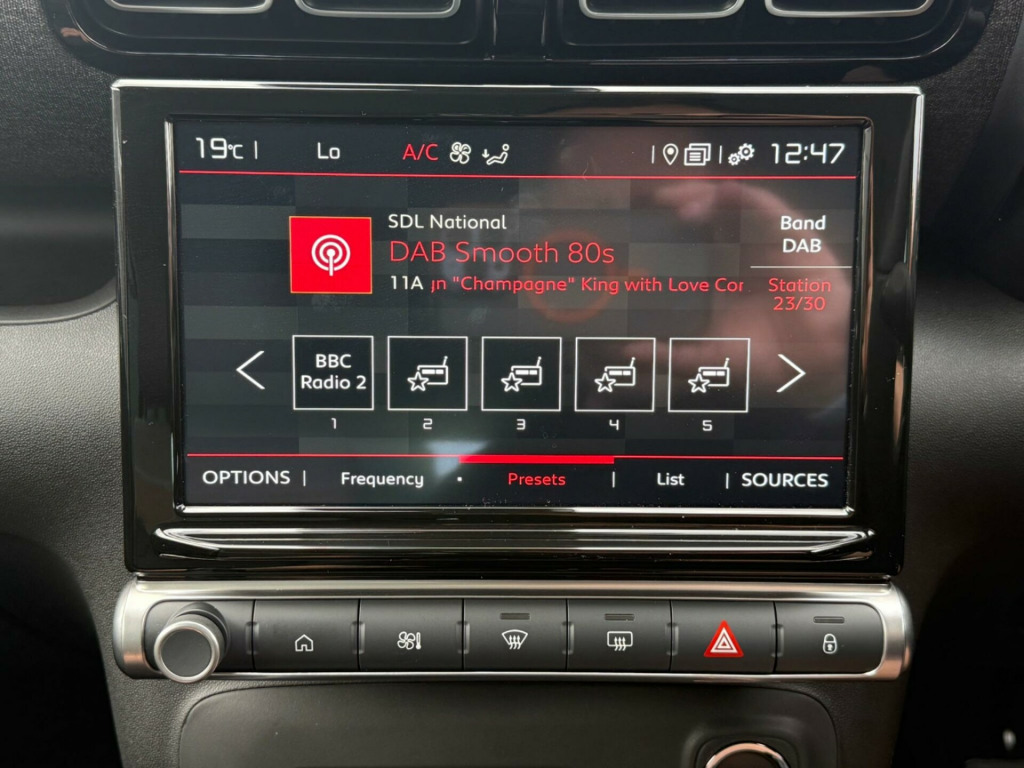 19°C | Lo A/C | | 12:47
SDL National
DAB Smooth 80s
11A yn "Champagne" King with Love Cor
Band
DAB
Station
23/30
BBC
Radio 2
1 2 3 4 5
OPTIONS | Frequency · Presets | List | SOURCES